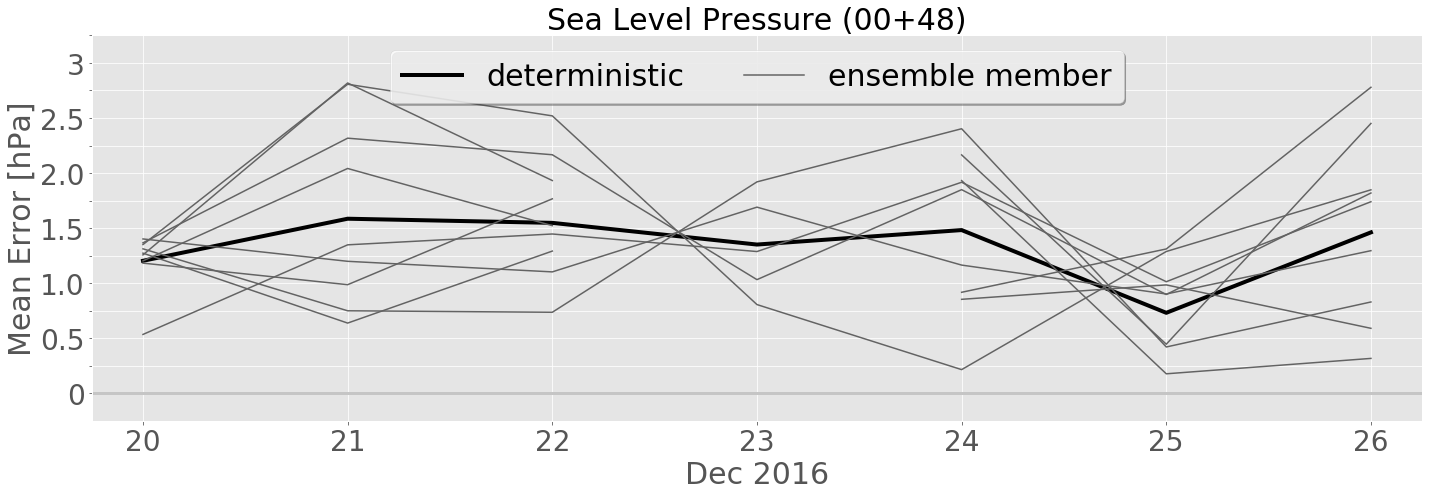 Sea Level Pressure (00+48)
deterministic ensemble member
Mean Error [hPa]
3
2.5
2.0
1.5
1.0
0.5
0
20 21 22 23 24 25 26
Dec 2016